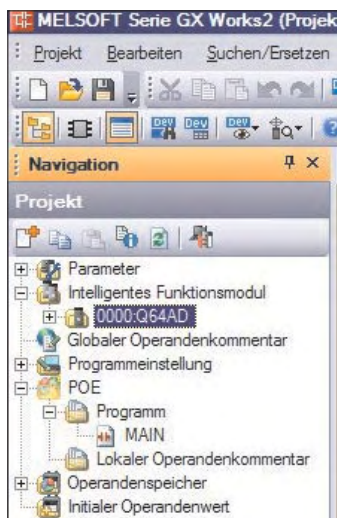 MELSOFT Serie GX Works2 (Projek
Projekt Bearbeiten Suchen/Ersetzen
Navigation
Projekt
Parameter
Intelligentes Funktionsmodul
0000:Q64AD
Globaler Operandenkommentar
Programmeinstellung
POE
Programm
MAIN
Lokaler Operandenkommentar
Operandenspeicher
Initialer Operandenwert